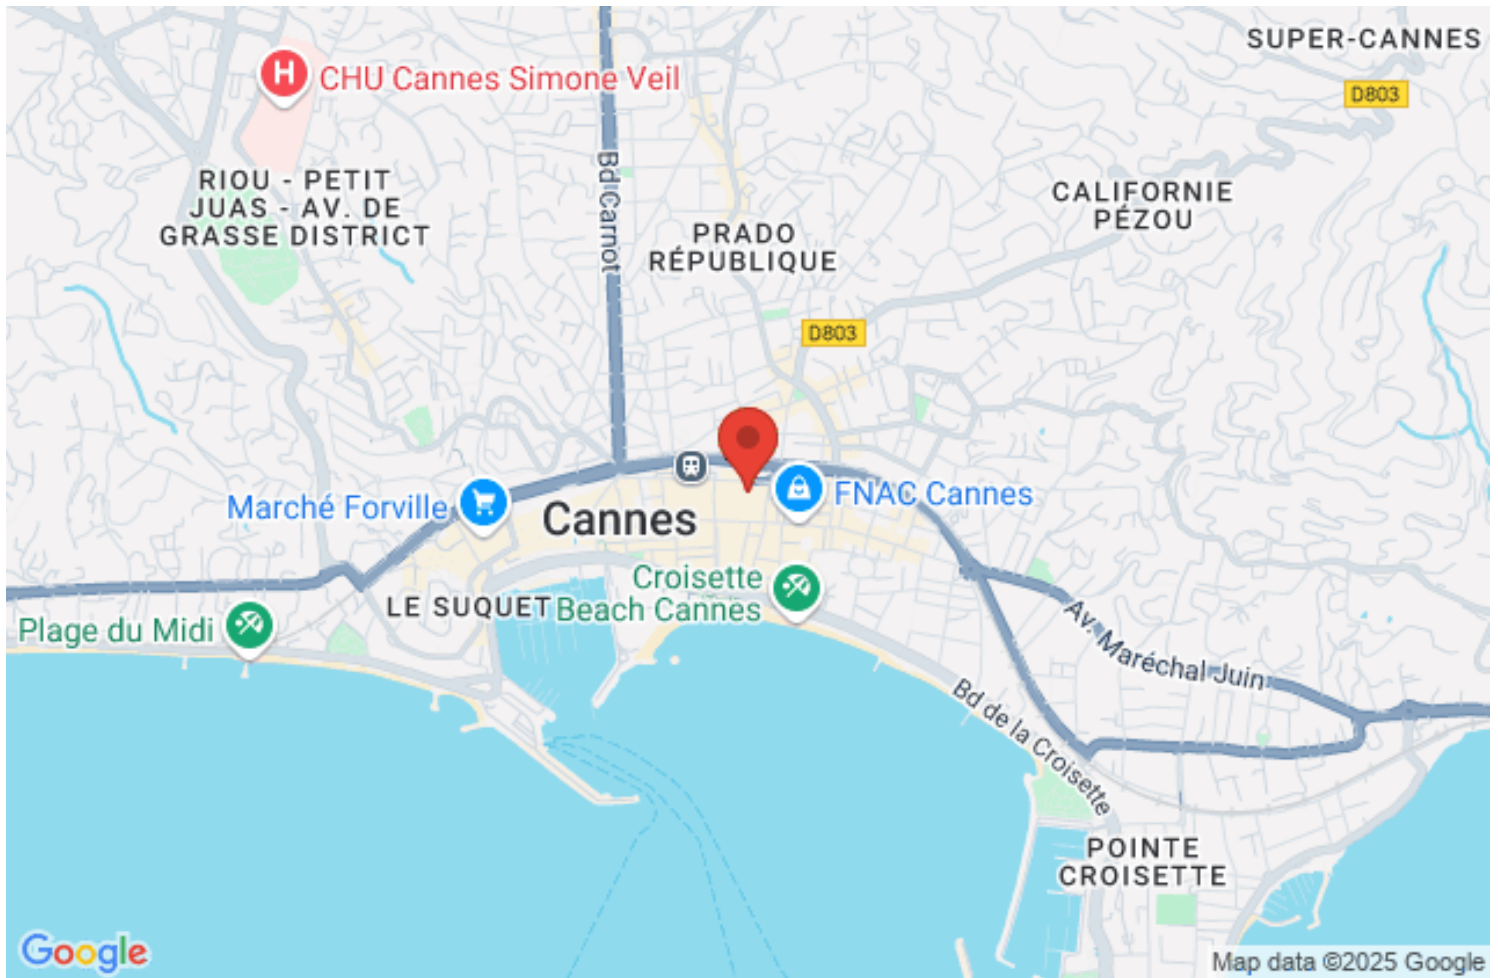 SUPER-CANNES
CHU Cannes Simone Veil
D803
RIOU - PETIT
JUAS - AV. DE
GRASSE DISTRICT
Bd Carnot
CALIFORNIE
PÉZOU
PRADO
RÉPUBLIQUE
D803
Marché Forville
Cannes
FNAC Cannes
Croisette
Beach Cannes
LE SUQUET
Plage du Midi
Av. Maréchal Juin
Bd de la Croisette
POINTE
CROISETTE
Google
Map data ©2025 Google